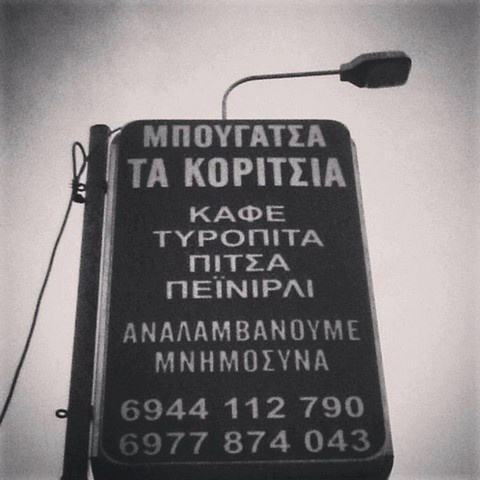 ΜΠΟΥΓΑΤΣΑ
ΤΑ ΚΟΡΙΤΣΙΑ
ΚΑΦΕ
ΤΥΡΟΠΙΤΑ
ΠΙΤΣΑ
ΠΕΪΝΙΡΛΙ
ΑΝΑΛΑΜΒΑΝΟΥΜΕ
ΜΝΗΜΟΣΥΝΑ
6944 112 790
6977 874 043